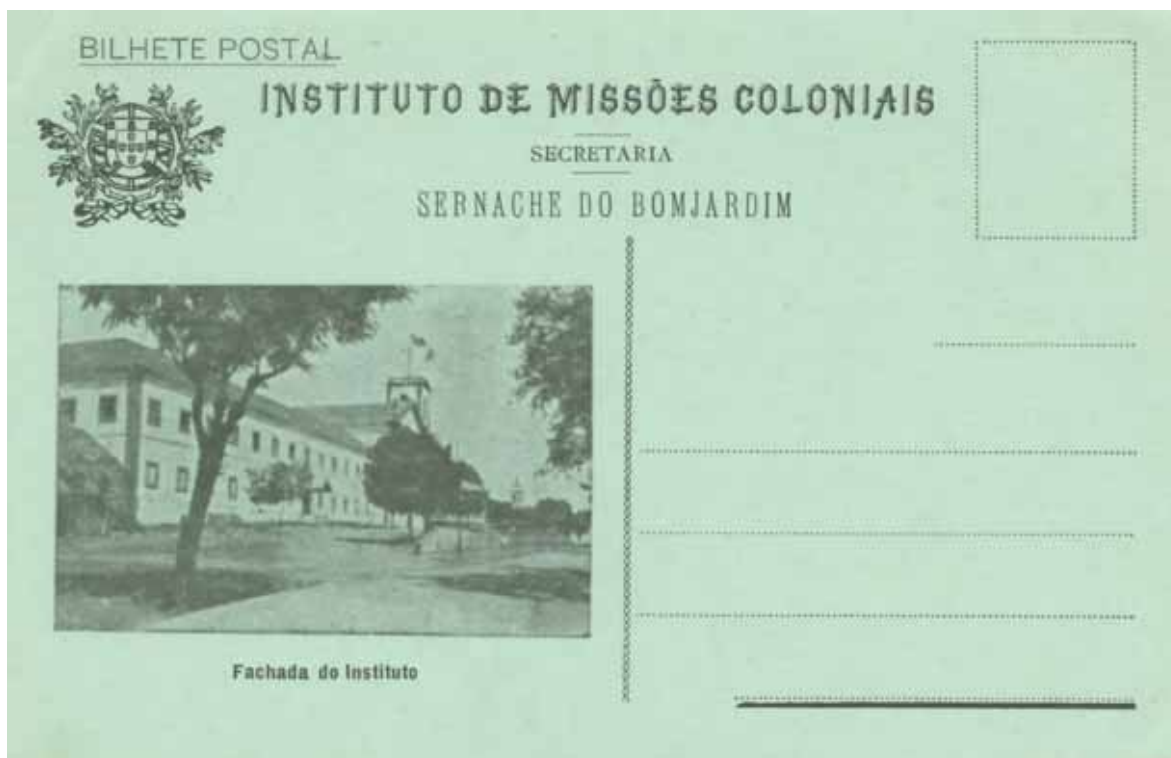 BILHETE POSTAL
INSTITUTO DE MISSÕES COLONIAIS
SECRETARIA
SERNACHE DO BOMJARDIM
Fachada do Instituto